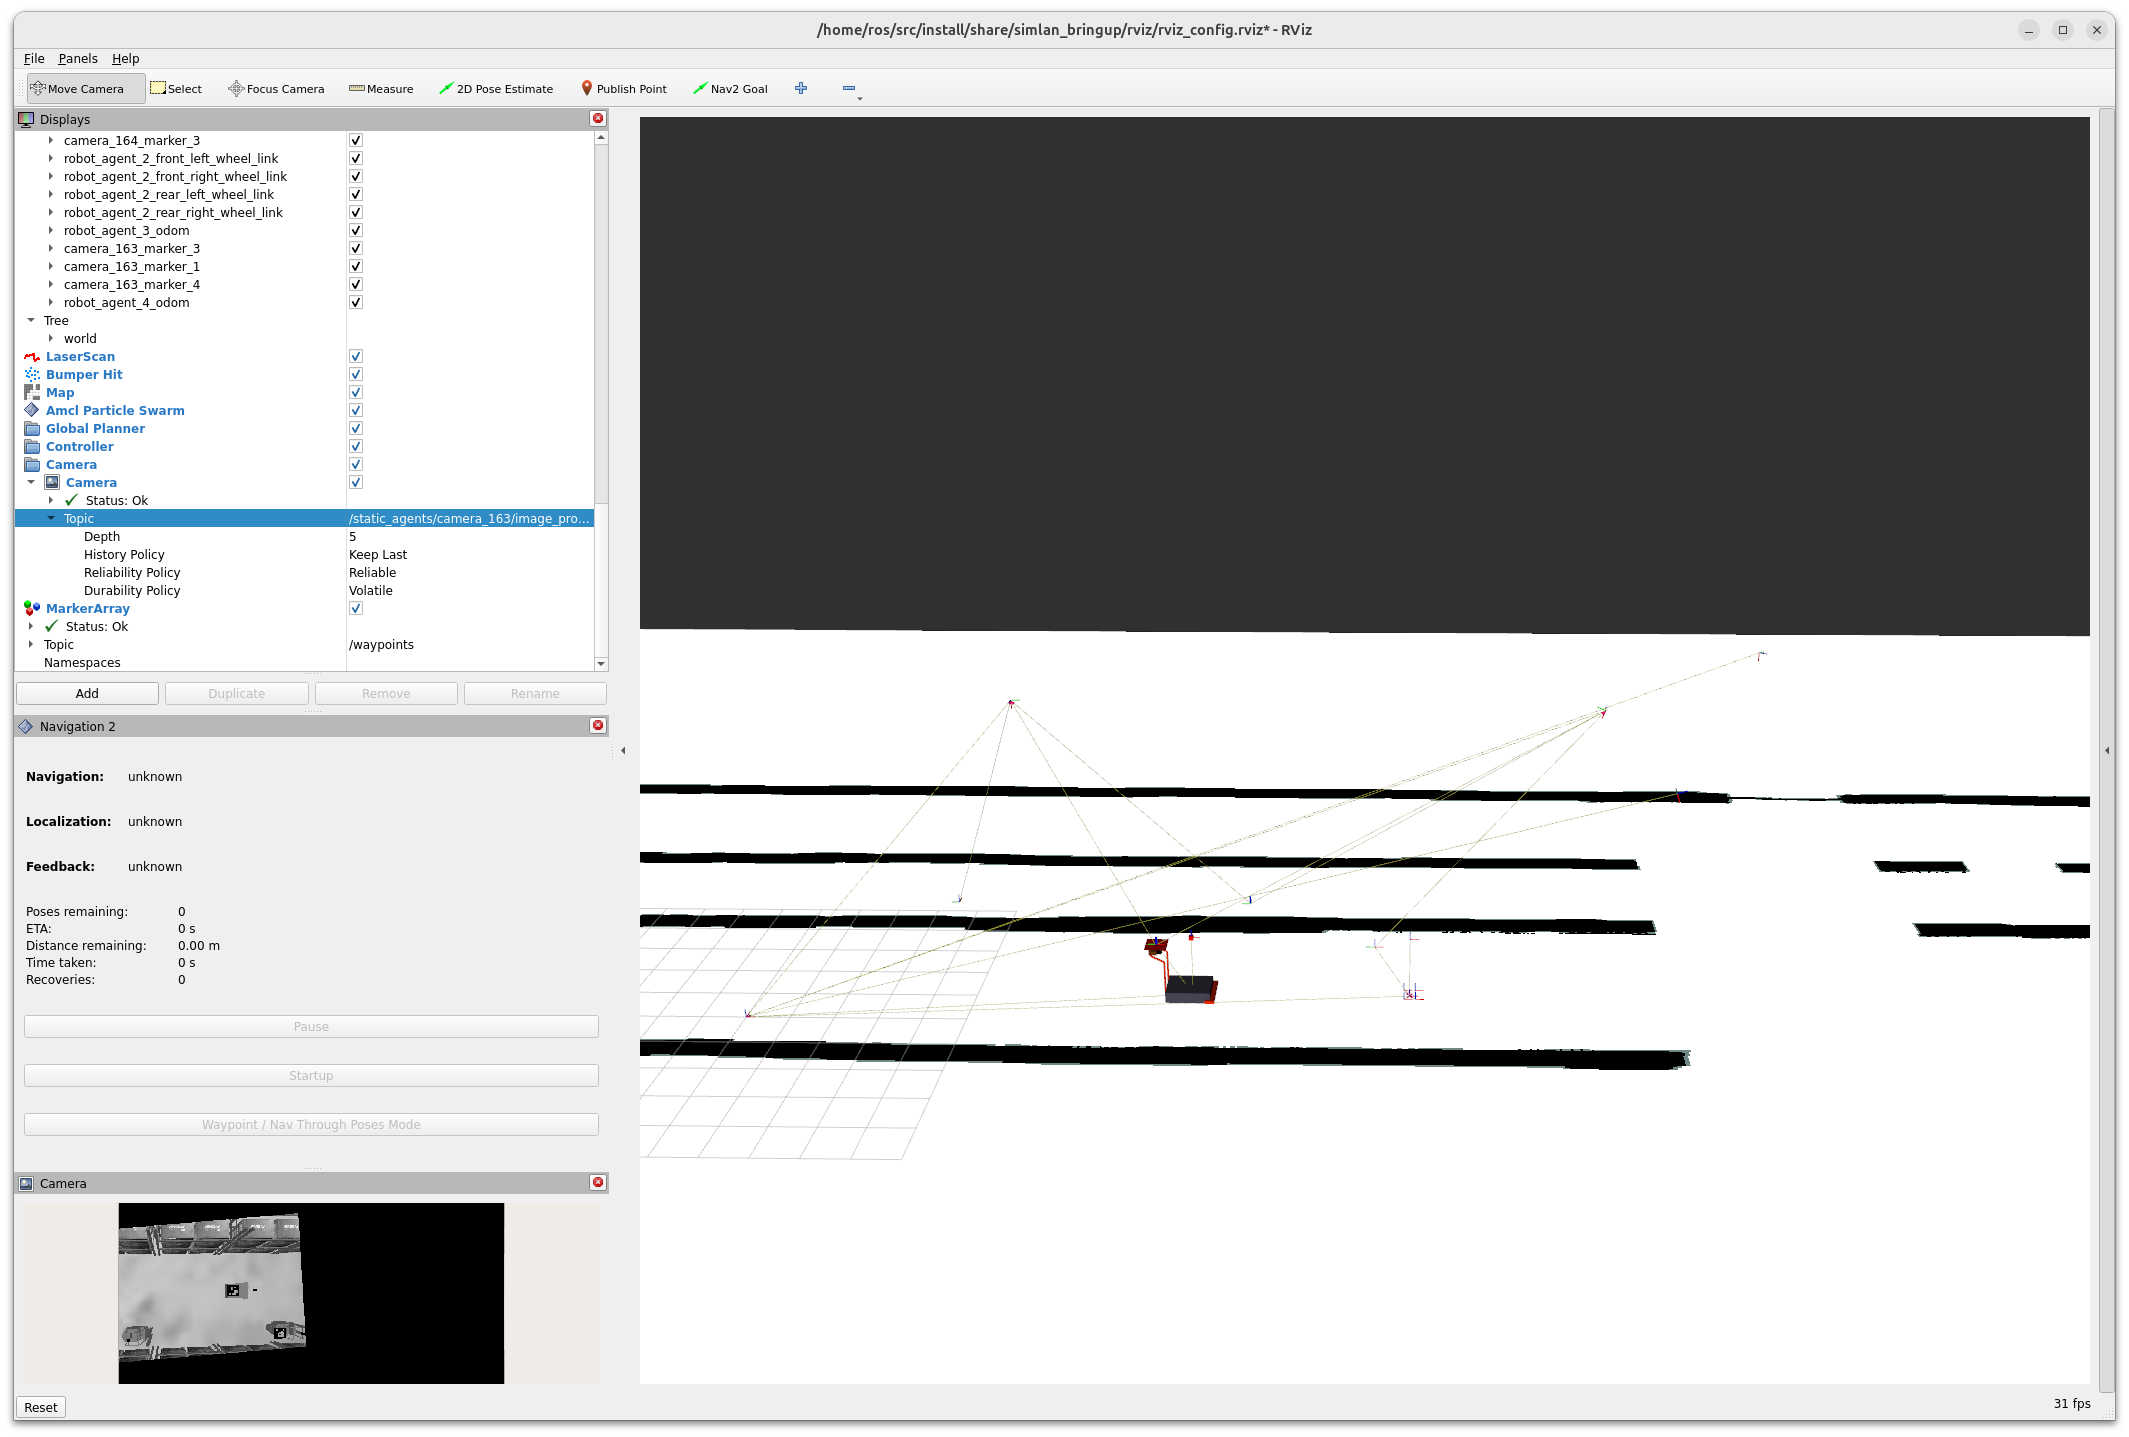 /home/ros/src/install/share/simlan_bringup/rviz/rviz_config.rviz* - RViz
File Panels Help
Move Camera Select Focus Camera Measure 2D Pose Estimate Publish Point Nav2 Goal
Displays
camera_164_marker_3
robot_agent_2_front_left_wheel_link
robot_agent_2_front_right_wheel_link
robot_agent_2_rear_left_wheel_link
robot_agent_2_rear_right_wheel_link
robot_agent_3_odom
camera_163_marker_3
camera_163_marker_1
camera_163_marker_4
robot_agent_4_odom
Tree
world
LaserScan
Bumper Hit
Map
Amcl Particle Swarm
Global Planner
Controller
Camera
Camera
Status: Ok
Topic /static_agents/camera_163/image_pro...
Depth 5
History Policy Keep Last
Reliability Policy Reliable
Durability Policy Volatile
MarkerArray
Status: Ok
Topic /waypoints
Namespaces
Add Duplicate Remove Rename
Navigation 2
Navigation: unknown
Localization: unknown
Feedback: unknown
Poses remaining: 0
ETA: 0 s
Distance remaining: 0.00 m
Time taken: 0 s
Recoveries: 0
Pause
Startup
Waypoint / Nav Through Poses Mode
Camera
Reset
31 fps